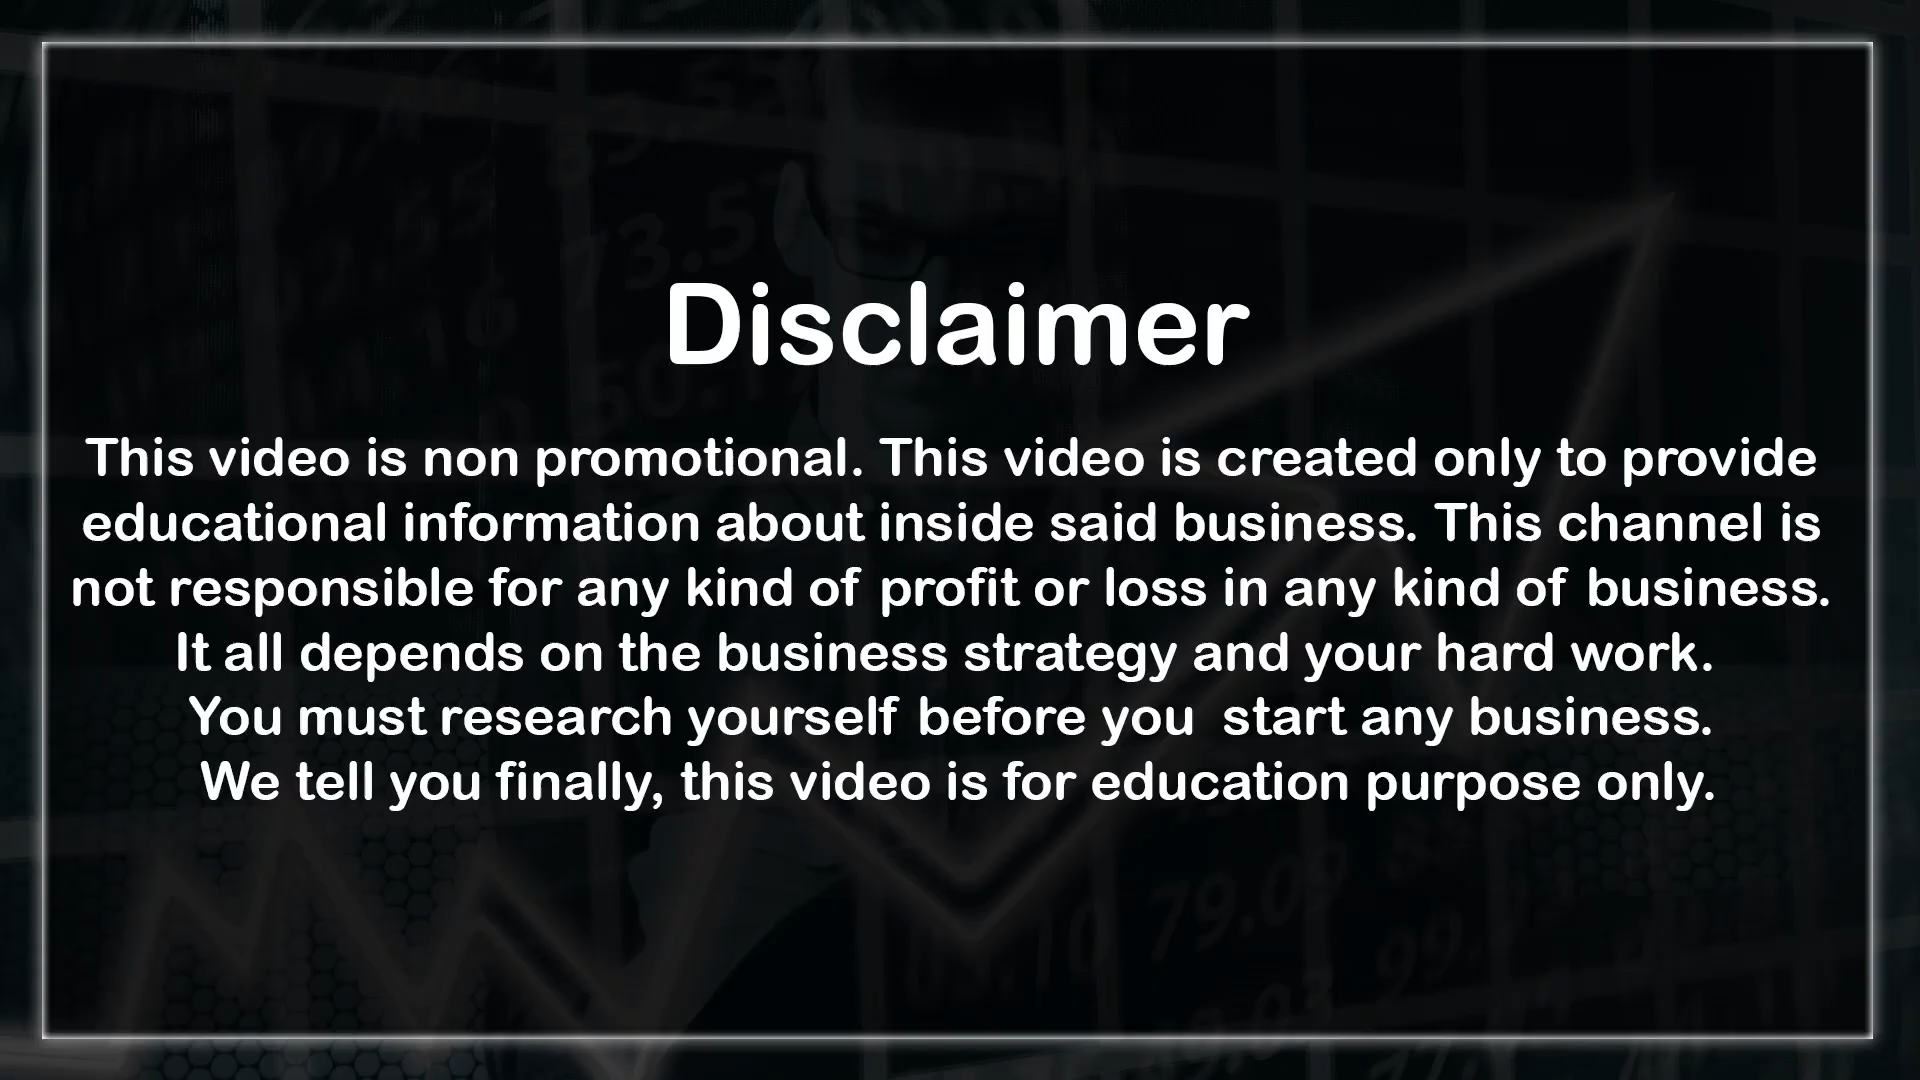 Disclaimer
This video is non promotional. This video is created only to provide
educational information about inside said business. This channel is
not responsible for any kind of profit or loss in any kind of business.
It all depends on the business strategy and your hard work.
You must research yourself before you  start any business.
We tell you finally, this video is for education purpose only.